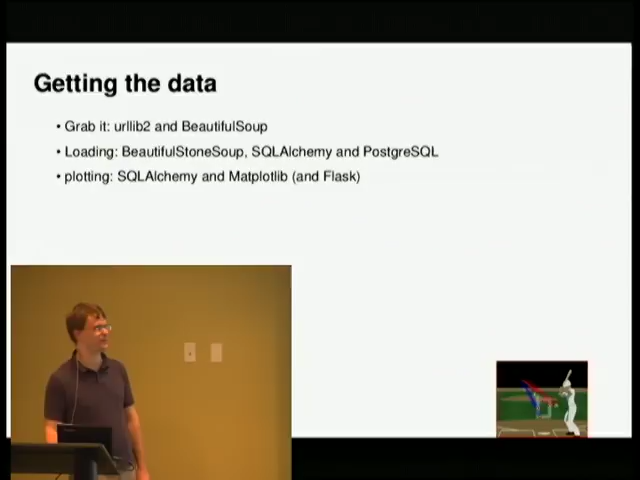 Getting the data
• Grab it: urllib2 and BeautifulSoup
• Loading: BeautifulStoneSoup, SQLAlchemy and PostgreSQL
• plotting: SQLAlchemy and Matplotlib (and Flask)